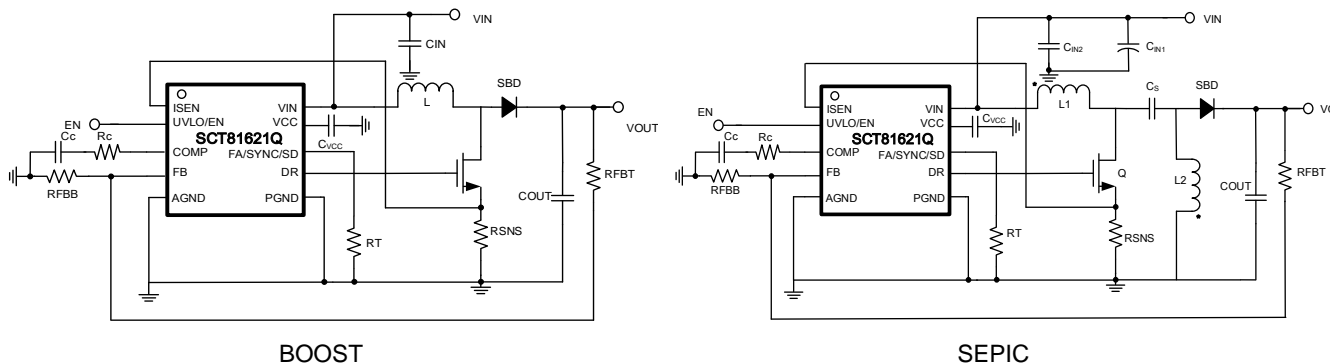 VIN
CIN
ISEN
UVLO/EN
COMP
FB
AGND
VIN
VCC
FA/SYNC/SD
DR
PGND
SCT81621Q
EN
Cc
Rc
RFBB
CVCC
L
SBD
VOUT
RFBT
COUT
RSNS
RT
BOOST
VIN
CIN2
CIN1
ISEN
UVLO/EN
COMP
FB
AGND
VIN
VCC
FA/SYNC/SD
DR
PGND
SCT81621Q
EN
Cc
Rc
RFBB
CVCC
* L1
CS
SBD
Q
L2
*
COUT
RFBT
RSNS
RT
SEPIC